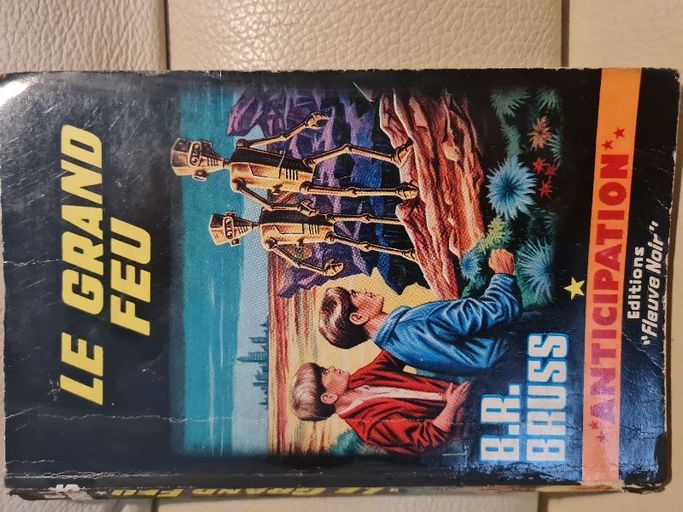 LE GRAND
FEU
B.R.
BRUSS
ANTICIPATION
Editions
"Fleuve Noir"
LE GRAND FEU